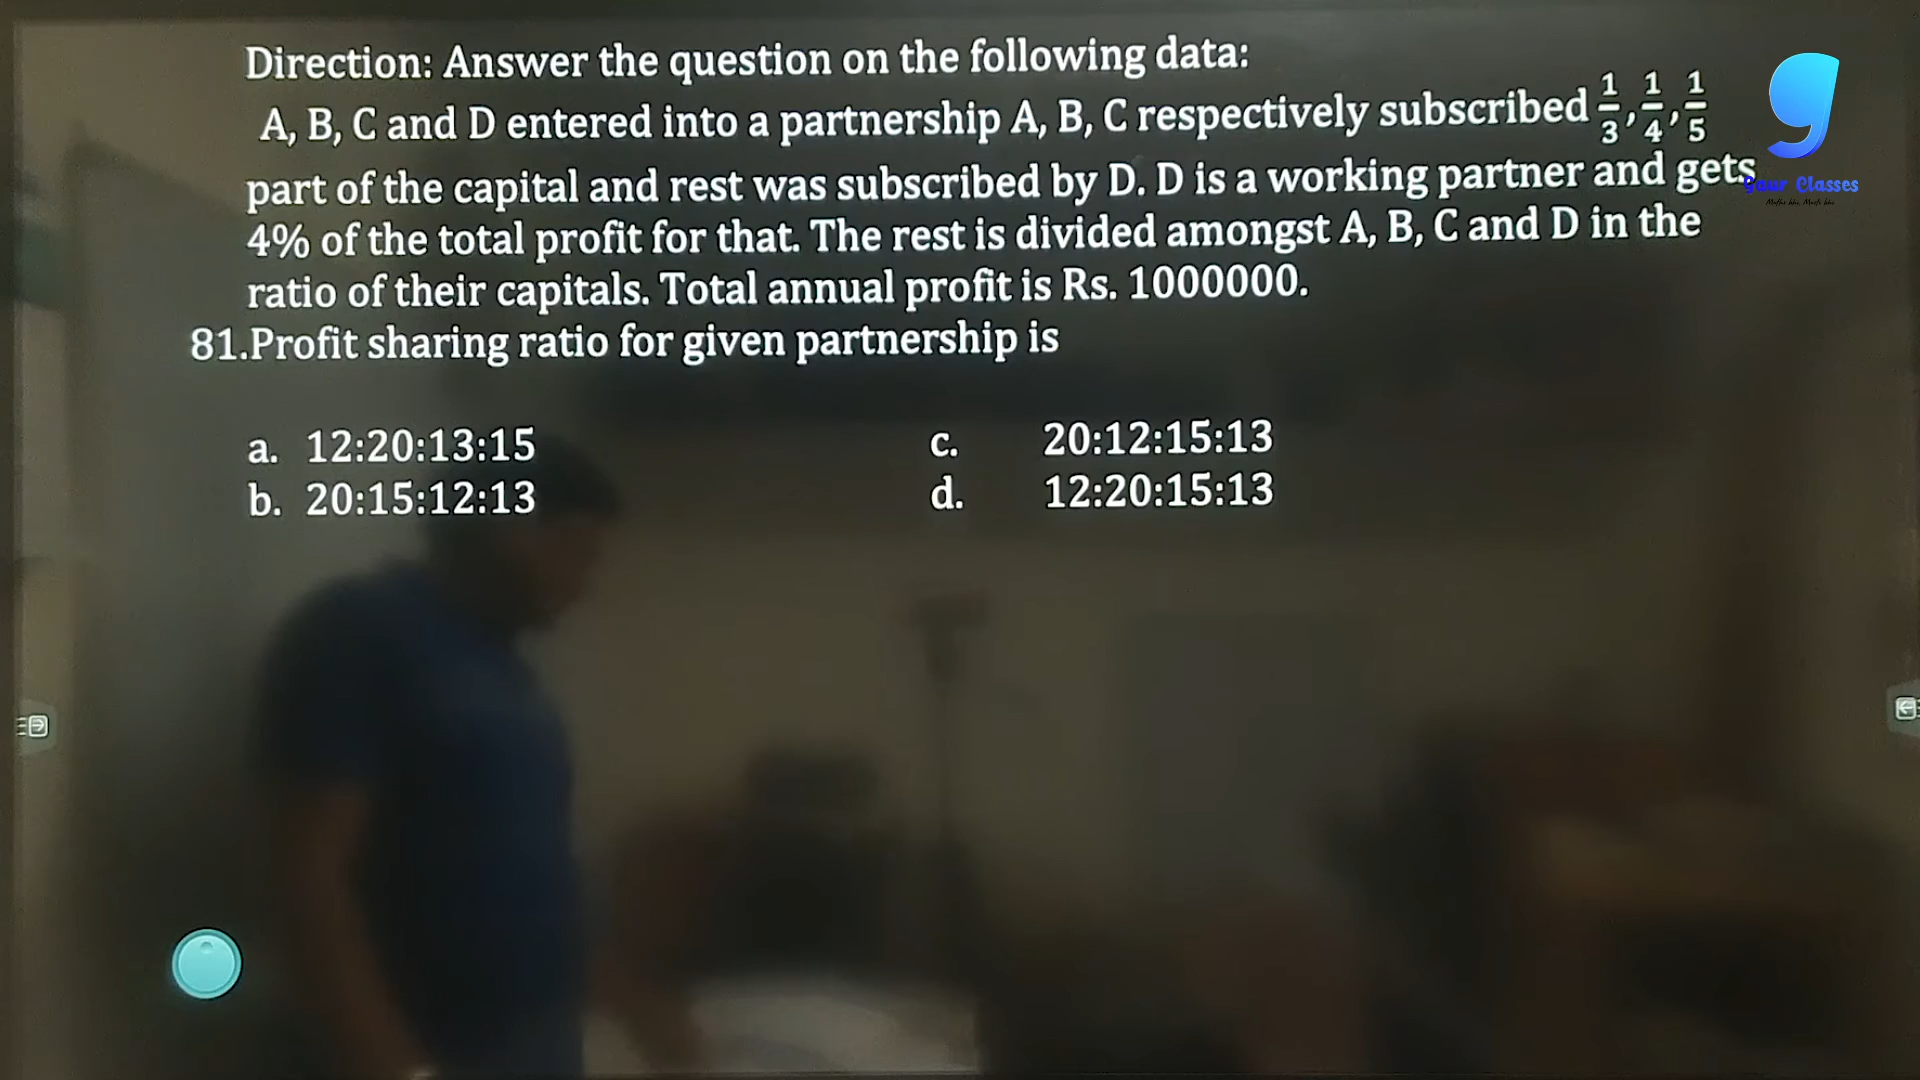 Direction: Answer the question on the following data:
A, B, C and D entered into a partnership A, B, C respectively subscribed 1/3, 1/4, 1/5
part of the capital and rest was subscribed by D. D is a working partner and gets
4% of the total profit for that. The rest is divided amongst A, B, C and D in the
ratio of their capitals. Total annual profit is Rs. 1000000.
81.Profit sharing ratio for given partnership is
a. 12:20:13:15
c. 20:12:15:13
b. 20:15:12:13
d. 12:20:15:13
Gaur Classes